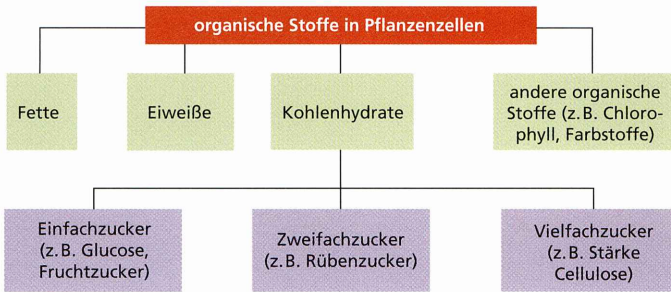 organische Stoffe in Pflanzenzellen
Fette
Eiweiße
Kohlenhydrate
andere organische
Stoffe (z. B. Chloro-
phyll, Farbstoffe)
Einfachzucker
(z. B. Glucose,
Fruchtzucker)
Zweifachzucker
(z. B. Rübenzucker)
Vielfachzucker
(z. B. Stärke
Cellulose)